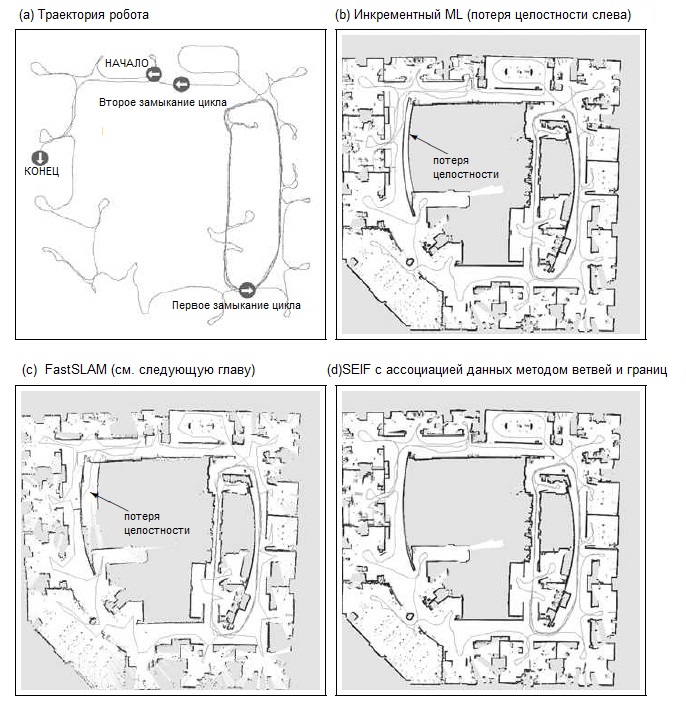 (a) Траектория робота
(b) Инкрементный ML (потеря целостности слева)
НАЧАЛО
Второе замыкание цикла
КОНЕЦ
Первое замыкание цикла
потеря
целостности
(c) FastSLAM (см. следующую главу)
(d)SEIF с ассоциацией данных методом ветвей и границ
потеря
целостности